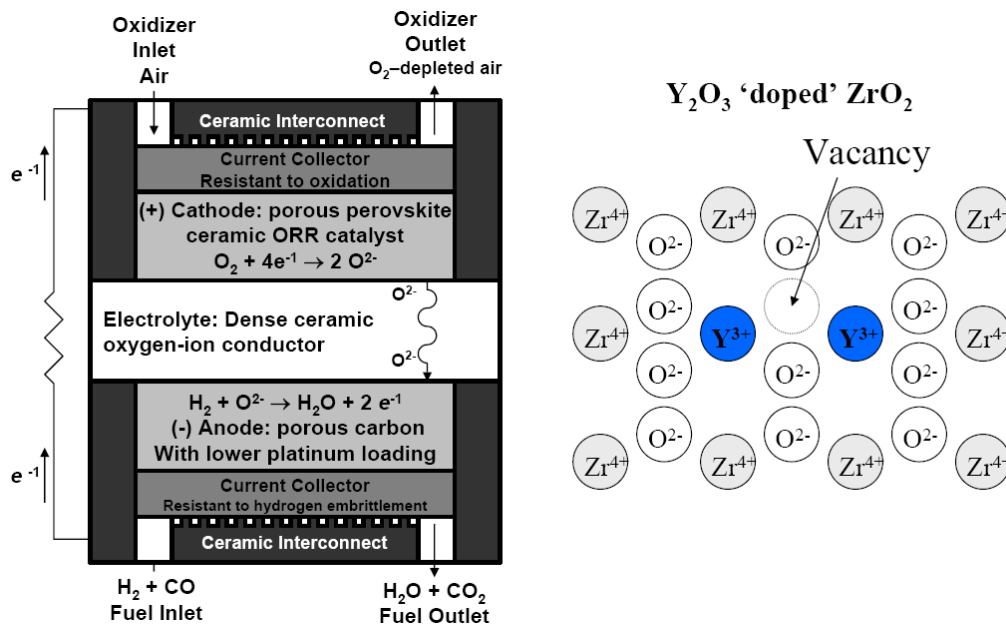 Oxidizer
Inlet
Air
Oxidizer
Outlet
O₂–depleted air
Ceramic Interconnect
Current Collector
Resistant to oxidation
(+) Cathode: porous perovskite
ceramic ORR catalyst
O₂ + 4e⁻¹ → 2 O²⁻
e⁻¹
O²⁻
Electrolyte: Dense ceramic
oxygen-ion conductor
O²⁻
H₂ + O²⁻ → H₂O + 2 e⁻¹
(-) Anode: porous carbon
With lower platinum loading
e⁻¹
Current Collector
Resistant to hydrogen embrittlement
Ceramic Interconnect
H₂ + CO
Fuel Inlet
H₂O + CO₂
Fuel Outlet
Y₂O₃ ‘doped’ ZrO₂
Vacancy
Zr⁴⁺ Zr⁴⁺ Zr⁴⁺ Zr⁴⁺
O²⁻ O²⁻ O²⁻
O²⁻ O²⁻
Zr⁴⁺ Y³⁺ Y³⁺ Zr⁴⁺
O²⁻ O²⁻ O²⁻
O²⁻ O²⁻ O²⁻
Zr⁴⁺ Zr⁴⁺ Zr⁴⁺ Zr⁴⁺